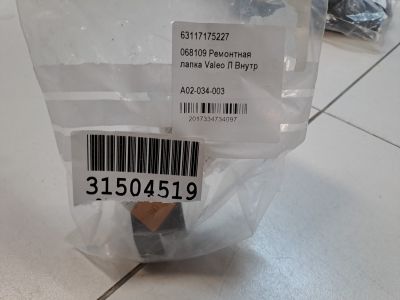 63117175227
068109 Ремонтная
лапка Valeo Л Внутр
A02-034-003
2017334734097
31504519